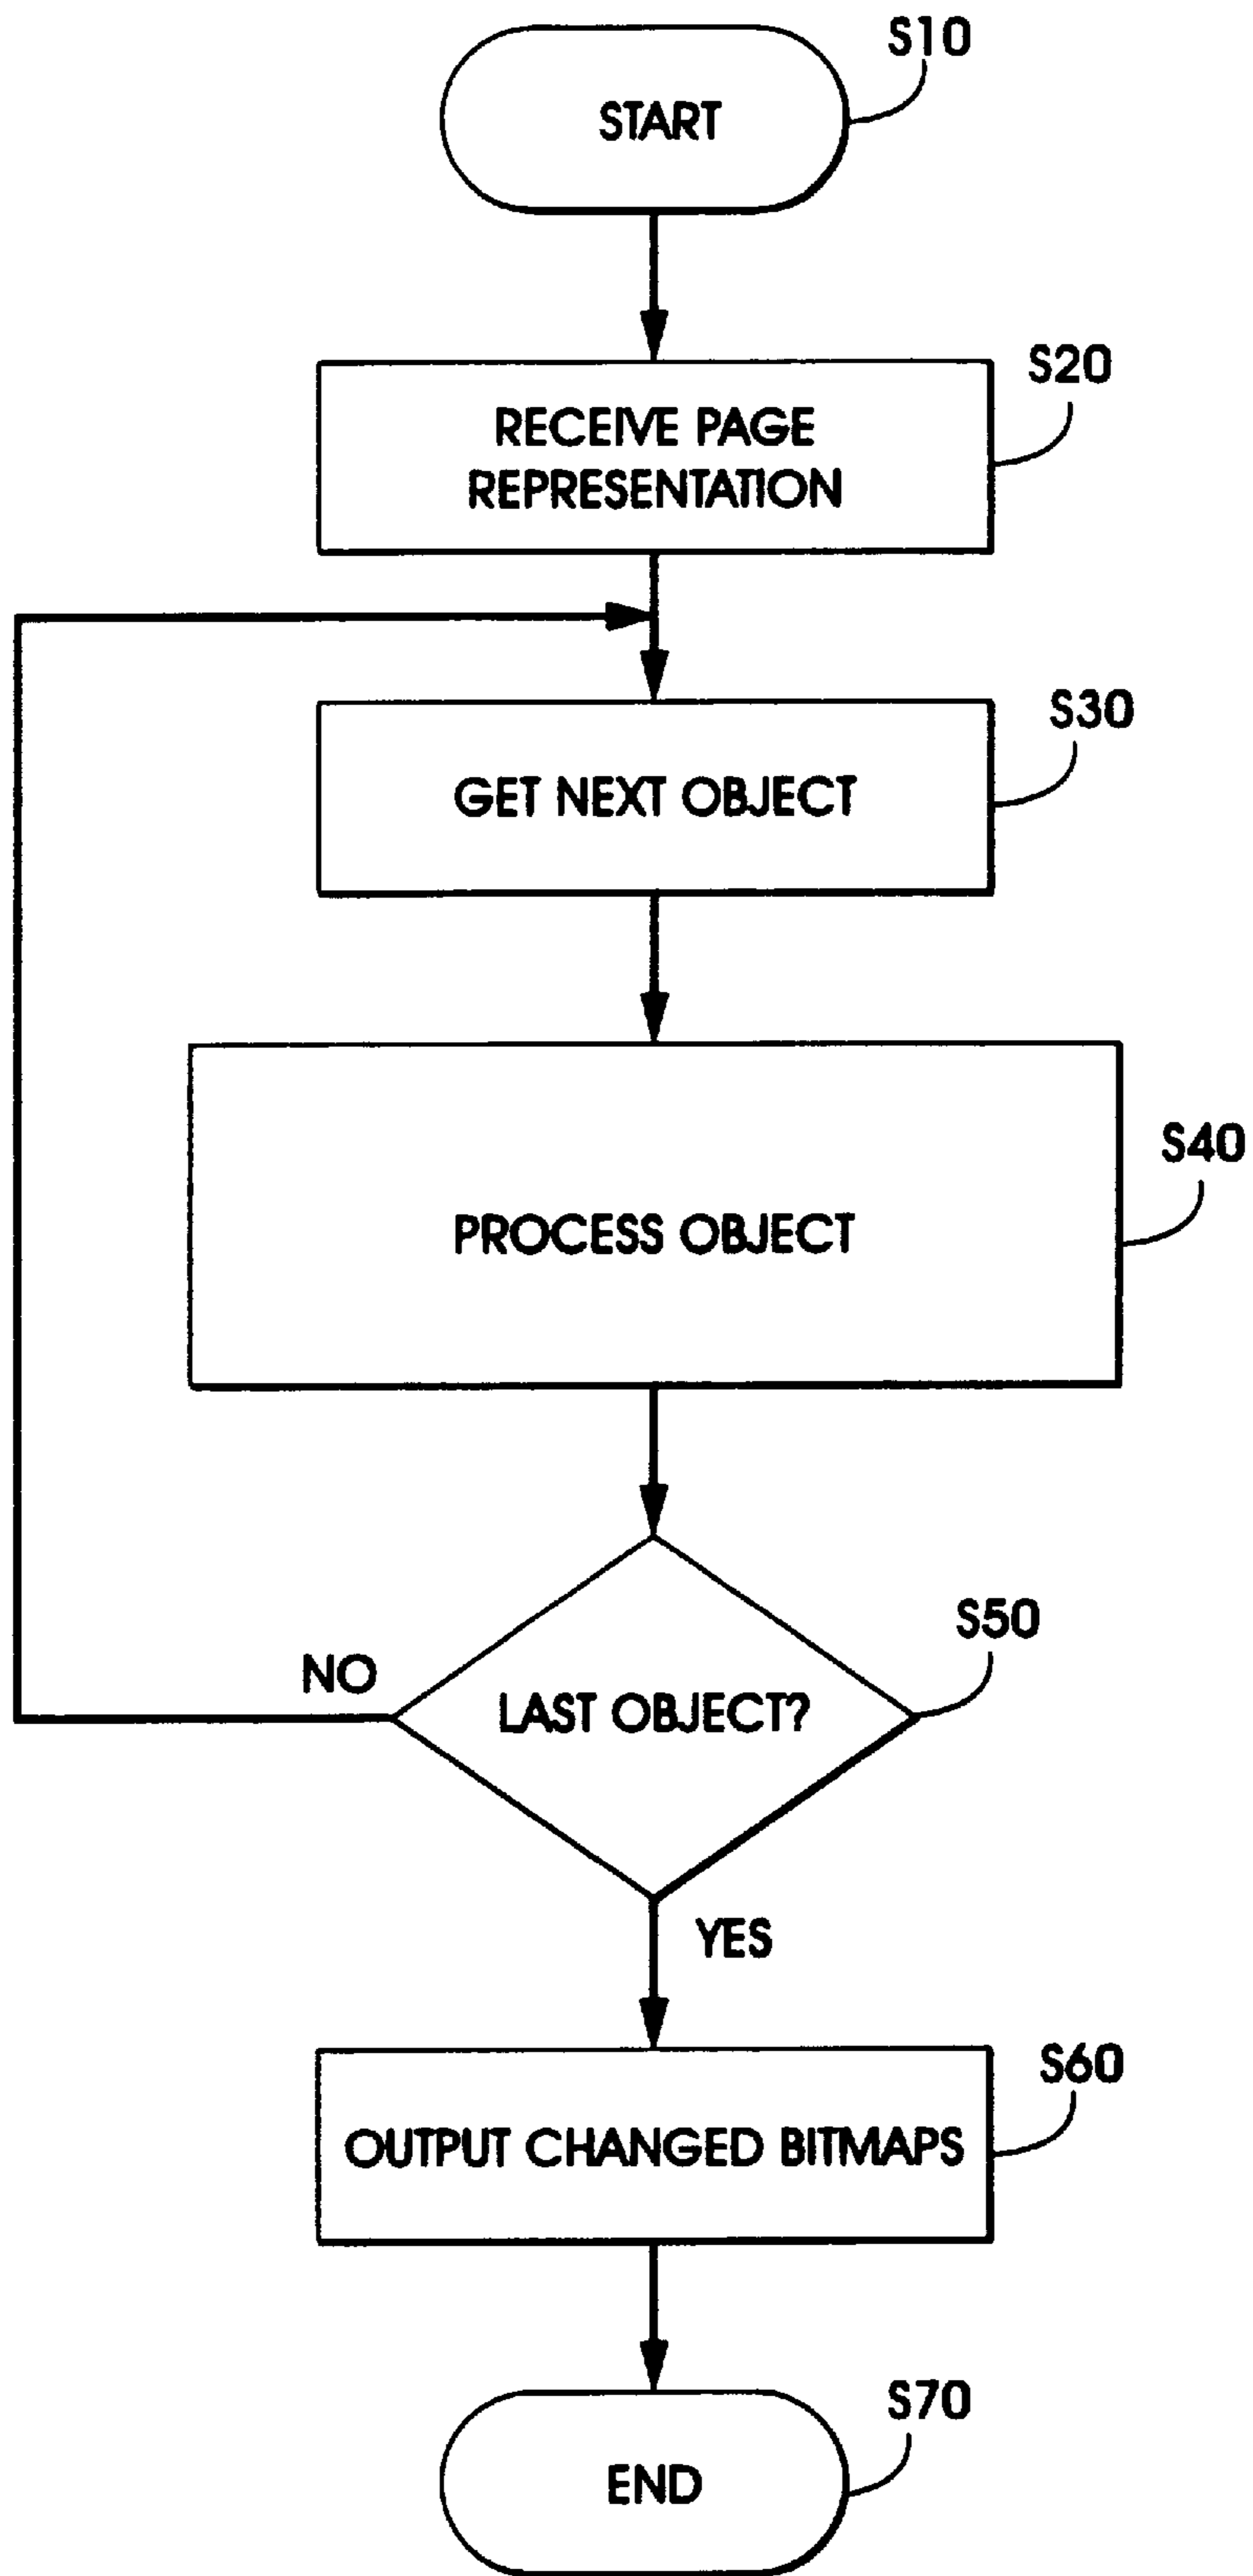 S10
START
S20
RECEIVE PAGE
REPRESENTATION
S30
GET NEXT OBJECT
S40
PROCESS OBJECT
S50
NO
LAST OBJECT?
YES
S60
OUTPUT CHANGED BITMAPS
S70
END